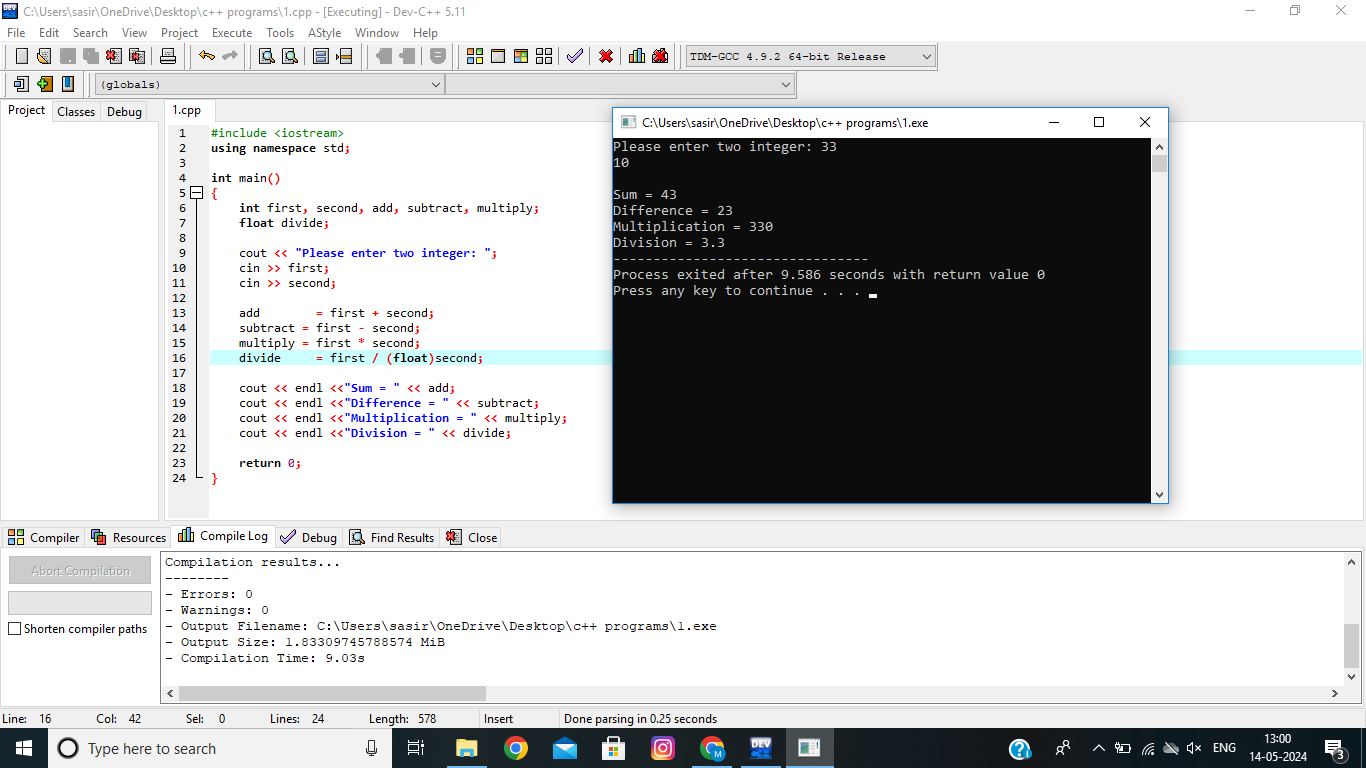 C:\Users\sasir\OneDrive\Desktop\c++ programs\1.cpp - [Executing] - Dev-C++ 5.11
File Edit Search View Project Execute Tools AStyle Window Help
TDM-GCC 4.9.2 64-bit Release
(globals)
Project Classes Debug
1.cpp
1 #include <iostream>
2 using namespace std;
3
4 int main()
5 {
6 int first, second, add, subtract, multiply;
7 float divide;
8
9 cout << "Please enter two integer: ";
10 cin >> first;
11 cin >> second;
12
13 add = first + second;
14 subtract = first - second;
15 multiply = first * second;
16 divide = first / (float)second;
17
18 cout << endl <<"Sum = " << add;
19 cout << endl <<"Difference = " << subtract;
20 cout << endl <<"Multiplication = " << multiply;
21 cout << endl <<"Division = " << divide;
22
23 return 0;
24 }
C:\Users\sasir\OneDrive\Desktop\c++ programs\1.exe
Please enter two integer: 33
10
Sum = 43
Difference = 23
Multiplication = 330
Division = 3.3
--------------------------------
Process exited after 9.586 seconds with return value 0
Press any key to continue . . .
Compiler Resources Compile Log Debug Find Results Close
Abort Compilation
Shorten compiler paths
Compilation results...
--------
- Errors: 0
- Warnings: 0
- Output Filename: C:\Users\sasir\OneDrive\Desktop\c++ programs\1.exe
- Output Size: 1.83309745788574 MiB
- Compilation Time: 9.03s
Line: 16 Col: 42 Sel: 0 Lines: 24 Length: 578 Insert Done parsing in 0.25 seconds
Type here to search
DEV
M
ENG
13:00
14-05-2024
3